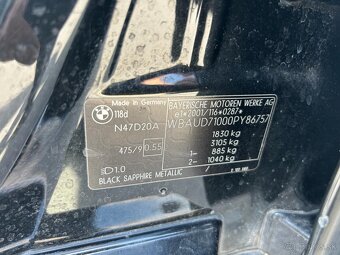 Made in Germany
BAYERISCHE MOTOREN WERKE AG
118d
e1*2001/116*0287*
N47D20A
WBAUD71000PY86757
475/9 0.55
1830 kg
3105 kg
1.0
1— 885 kg
2— 1040 kg
BLACK SAPPHIRE METALLIC /